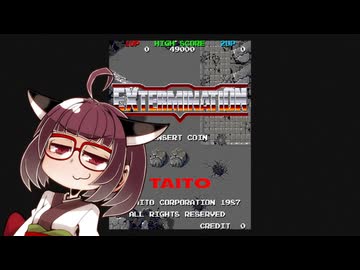 1UP HIGH SCORE 2UP
0 49000 0
EXTERMINATION
INSERT COIN
TAITO
TAITO CORPORATION 1987
ALL RIGHTS RESERVED
CREDIT 0